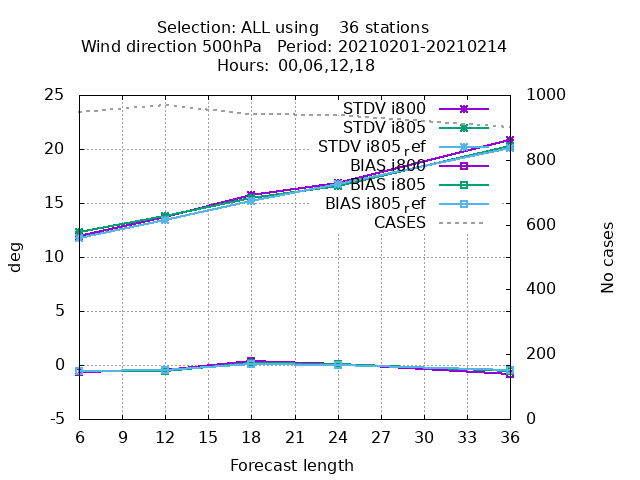 Selection: ALL using    36 stations
Wind direction 500hPa   Period: 20210201-20210214
Hours:  00,06,12,18
25
20
15
10
5
0
-5
deg
1000
800
600
400
200
0
No cases
STDV i800
STDV i805
STDV i805ref
BIAS i800
BIAS i805
BIAS i805ref
CASES
6 9 12 15 18 21 24 27 30 33 36
Forecast length